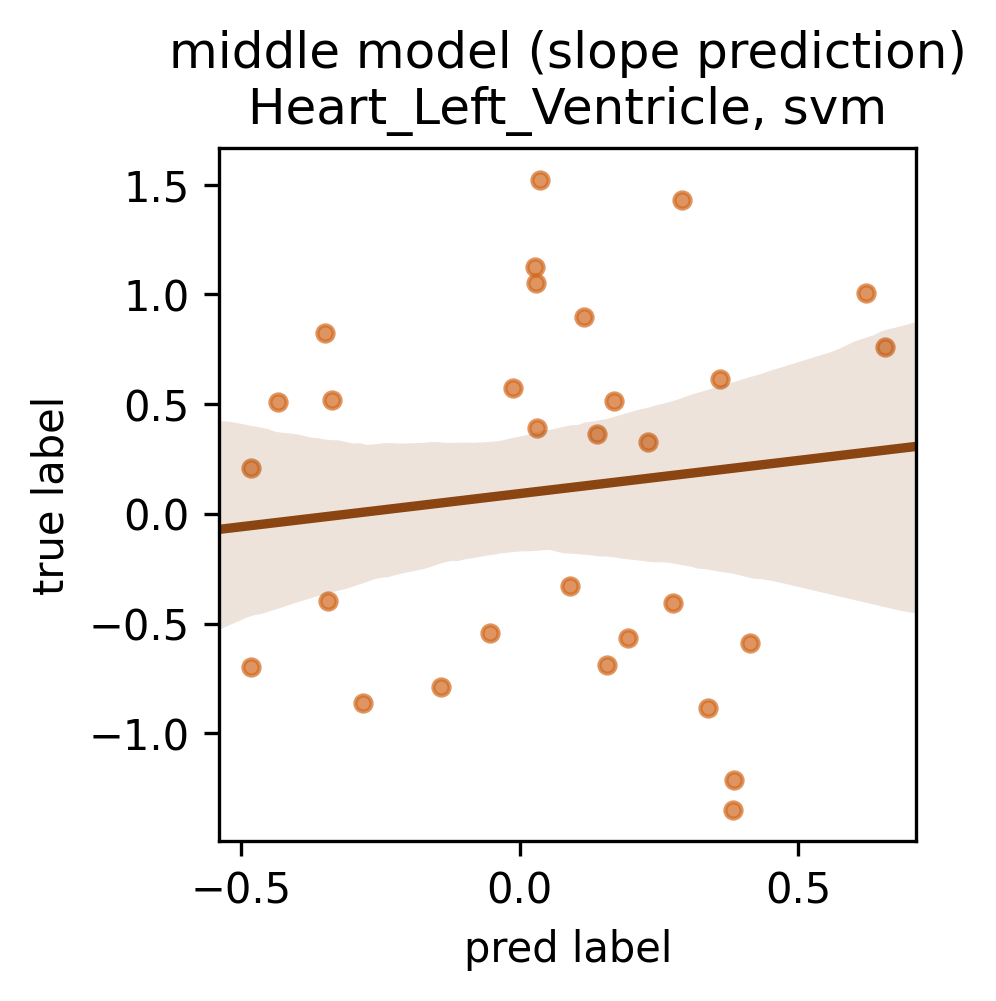 middle model (slope prediction)
Heart_Left_Ventricle, svm
1.5
1.0
0.5
0.0
−0.5
−1.0
true label
−0.5
0.0
0.5
pred label